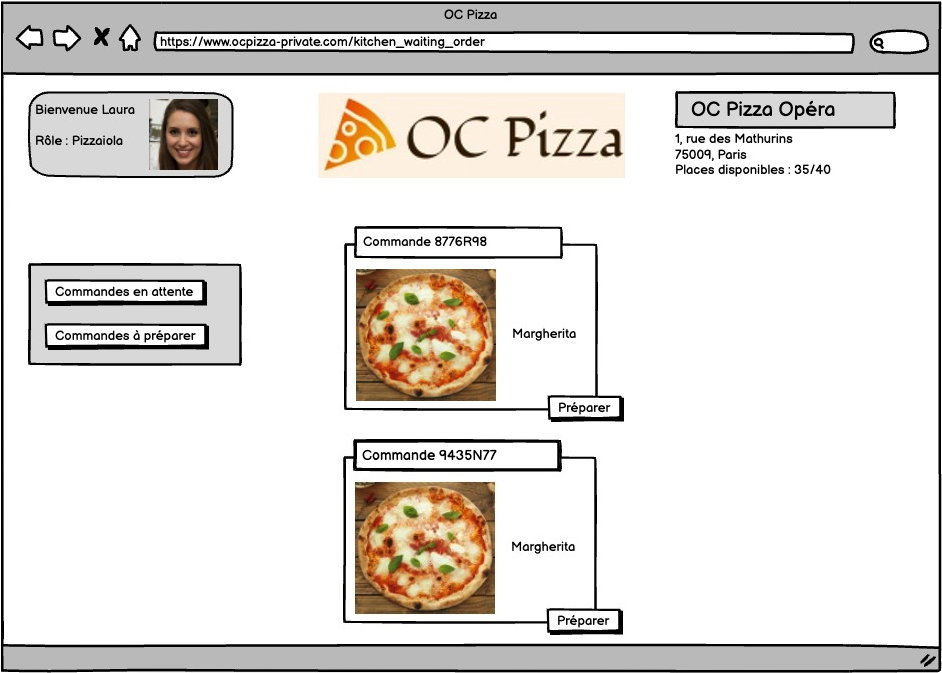 OC Pizza
https://www.ocpizza-private.com/kitchen_waiting_order
Bienvenue Laura
Rôle : Pizzaiola
OC Pizza
OC Pizza Opéra
1, rue des Mathurins
75009, Paris
Places disponibles : 35/40
Commandes en attente
Commandes à préparer
Commande 8776R98
Margherita
Préparer
Commande 9435N77
Margherita
Préparer